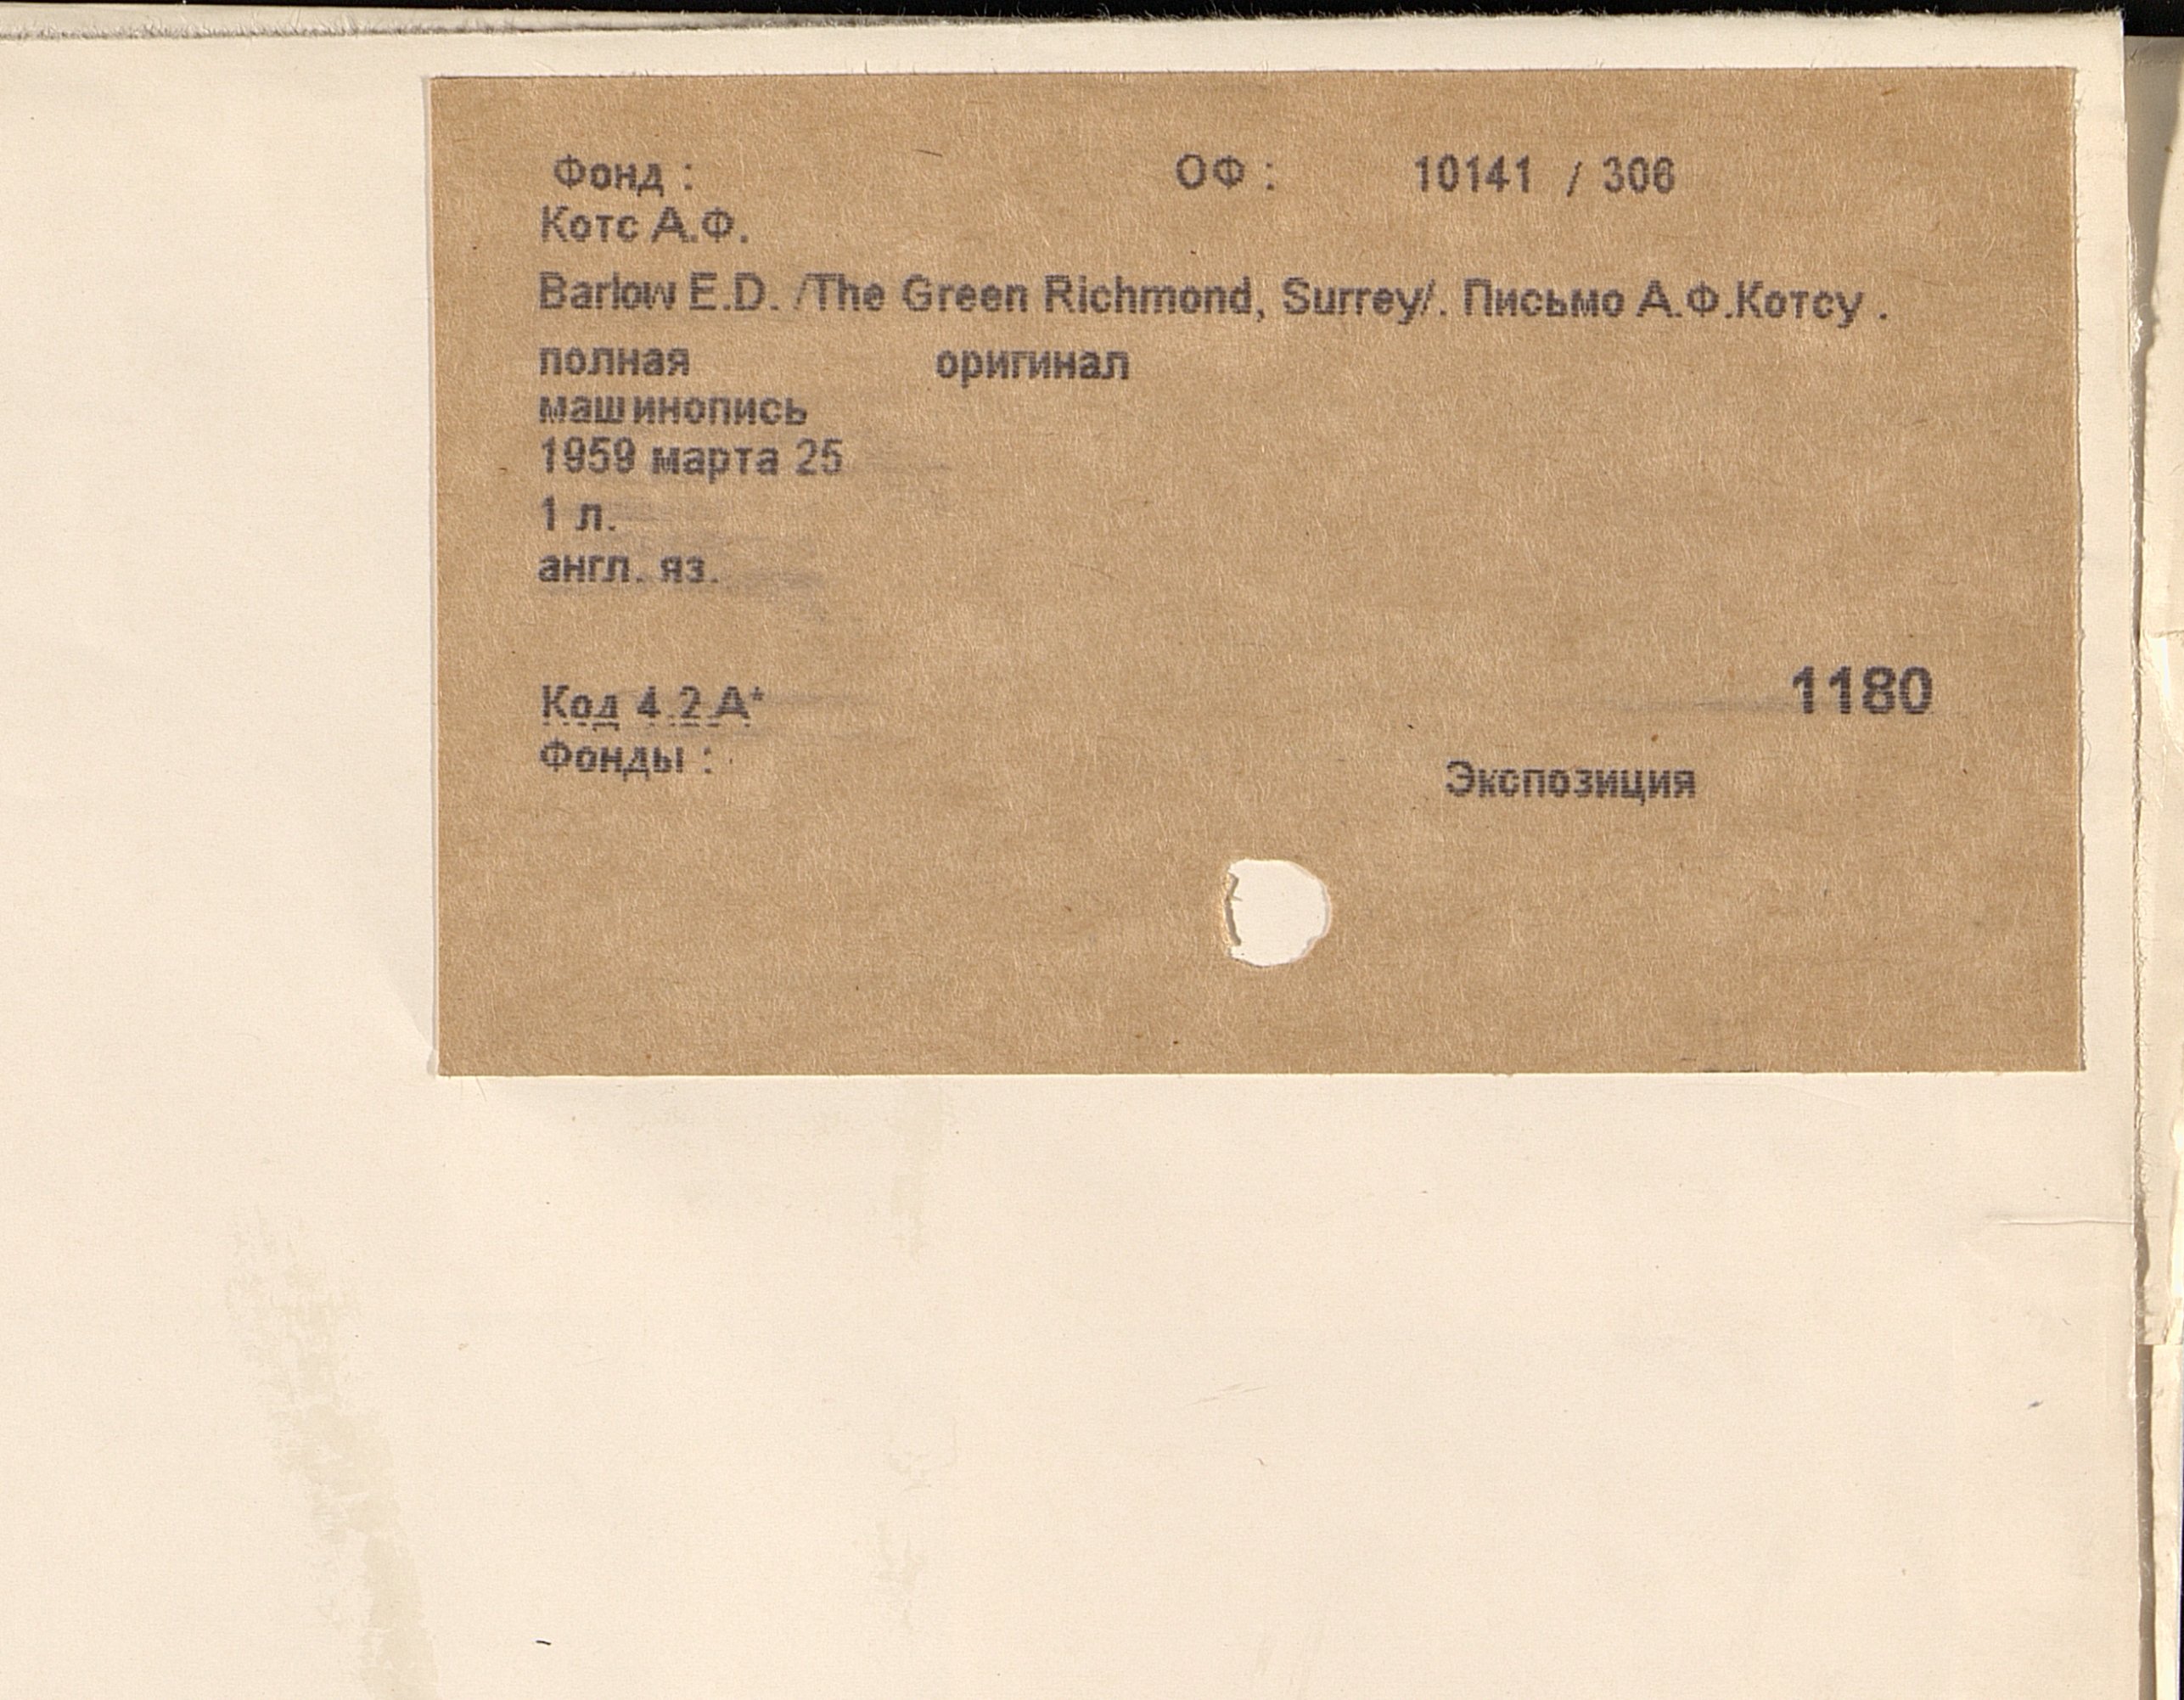 Фонд : ОФ : 10141 / 306
Котс А.Ф.
Barlow E.D. /The Green Richmond, Surrey/. Письмо А.Ф.Котсу .
полная оригинал
машинопись
1959 марта 25
1 л.
англ. яз.
1180
Код 4.2.А*
Фонды :
Экспозиция